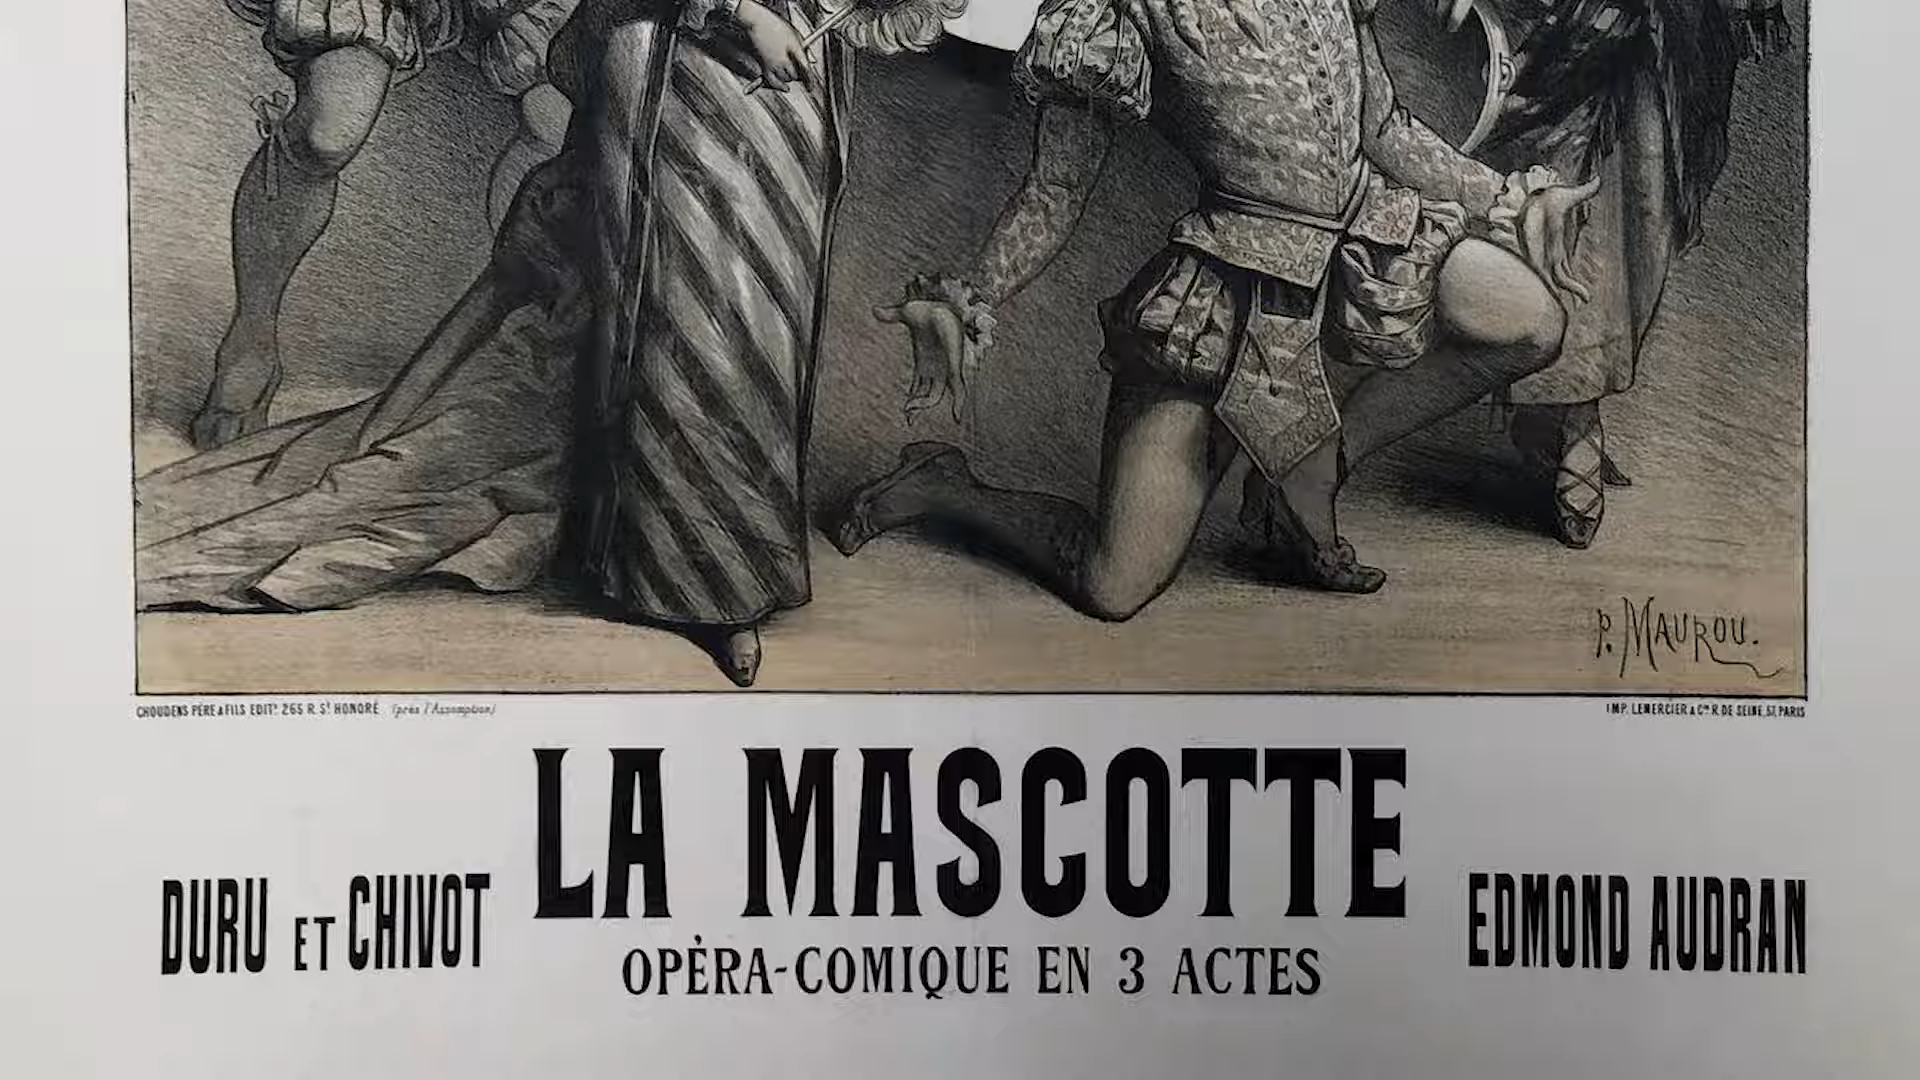 P. MAUROU.
CHOUDENS PÈRE & FILS EDITrs 265 R. St HONORÉ (près l'Assomption)
IMP. LEMERCIER & Cie R. DE SEINE, 57, PARIS
LA MASCOTTE
DURU ET CHIVOT
EDMOND AUDRAN
OPÉRA-COMIQUE EN 3 ACTES